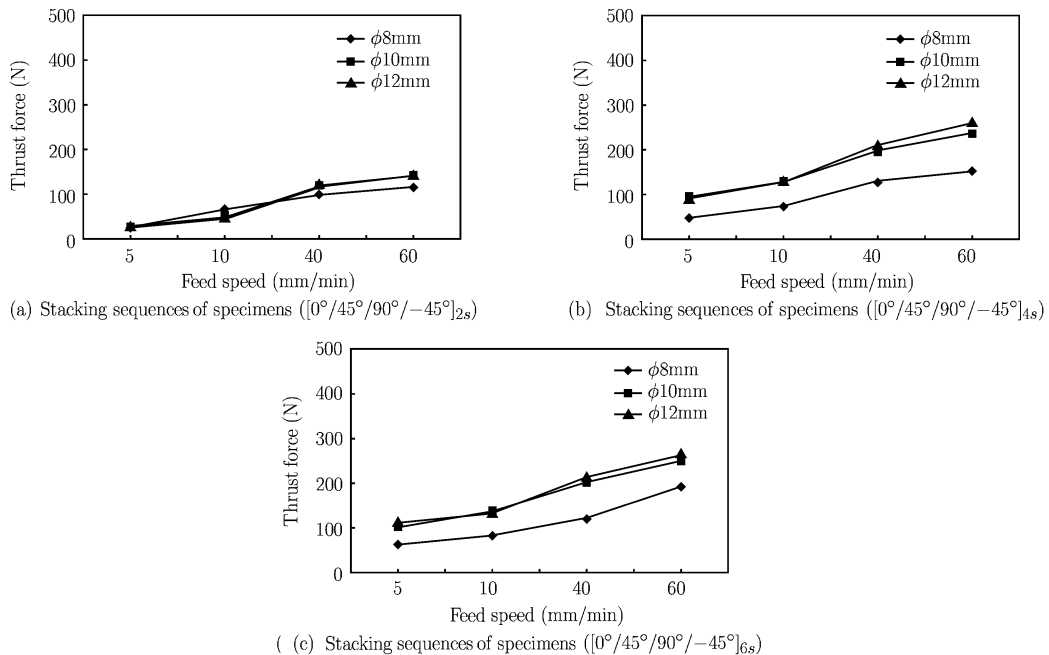 500
400
300
200
100
0
Thrust force (N)
ϕ8mm
ϕ10mm
ϕ12mm
5 10 40 60
Feed speed (mm/min)
(a) Stacking sequences of specimens ([0°/45°/90°/−45°]2s)
500
400
300
200
100
0
Thrust force (N)
ϕ8mm
ϕ10mm
ϕ12mm
5 10 40 60
Feed speed (mm/min)
(b) Stacking sequences of specimens ([0°/45°/90°/−45°]4s)
500
400
300
200
100
0
Thrust force (N)
ϕ8mm
ϕ10mm
ϕ12mm
5 10 40 60
Feed speed (mm/min)
( (c) Stacking sequences of specimens ([0°/45°/90°/−45°]6s)